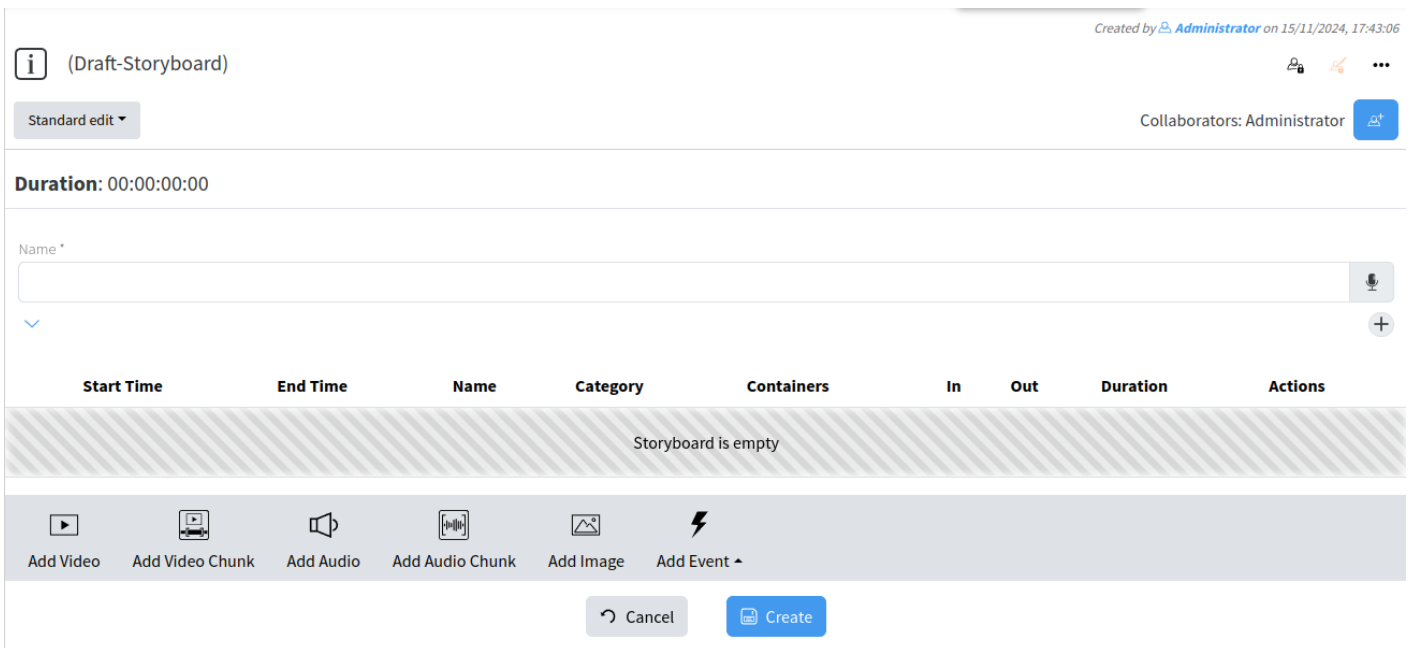 Created by Administrator on 15/11/2024, 17:43:06
(Draft-Storyboard)
Standard edit
Collaborators: Administrator
Duration: 00:00:00:00
Name *
Start Time End Time Name Category Containers In Out Duration Actions
Storyboard is empty
Add Video Add Video Chunk Add Audio Add Audio Chunk Add Image Add Event
Cancel Create